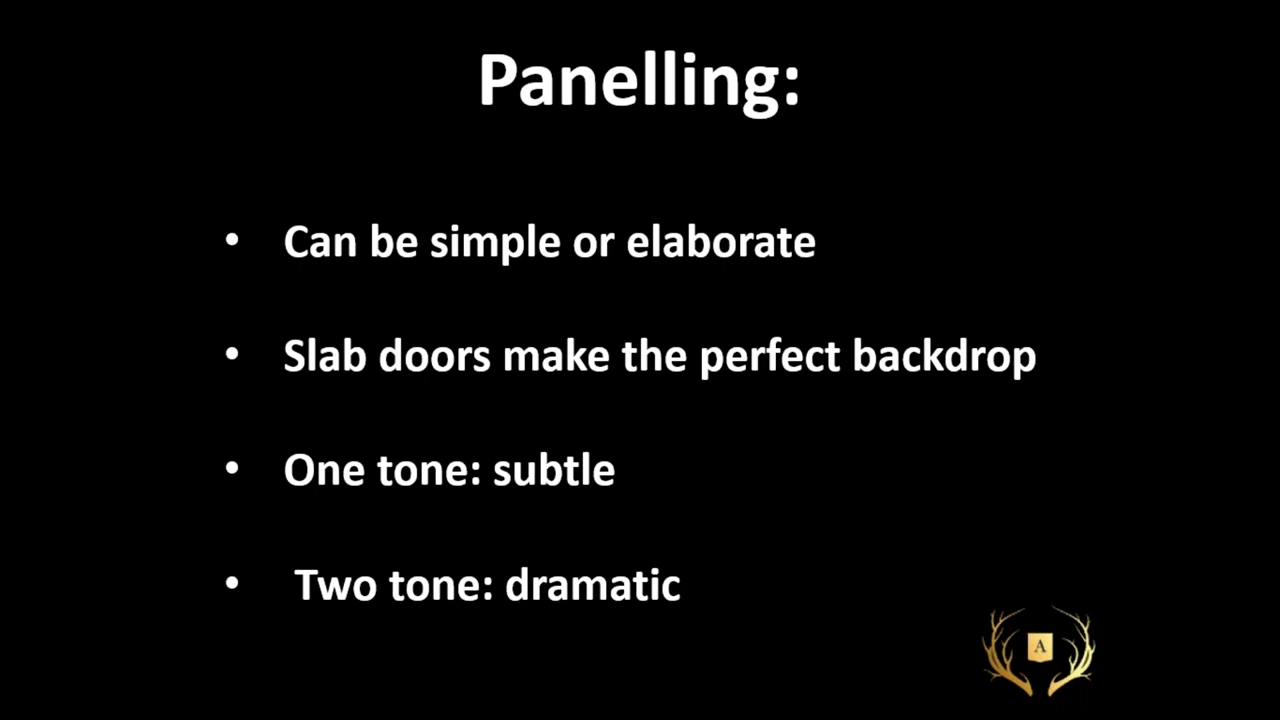 Panelling:
• Can be simple or elaborate
• Slab doors make the perfect backdrop
• One tone: subtle
• Two tone: dramatic
A